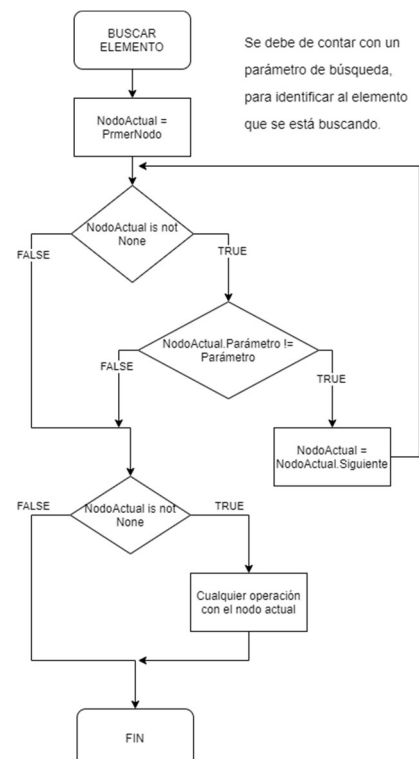 BUSCAR
ELEMENTO
Se debe de contar con un
parámetro de búsqueda,
para identificar al elemento
que se está buscando.
NodoActual =
PrmerNodo
NodoActual is not
None
FALSE
TRUE
NodoActual.Parámetro !=
Parámetro
FALSE
TRUE
NodoActual =
NodoActual.Siguiente
NodoActual is not
None
FALSE
TRUE
Cualquier operación
con el nodo actual
FIN